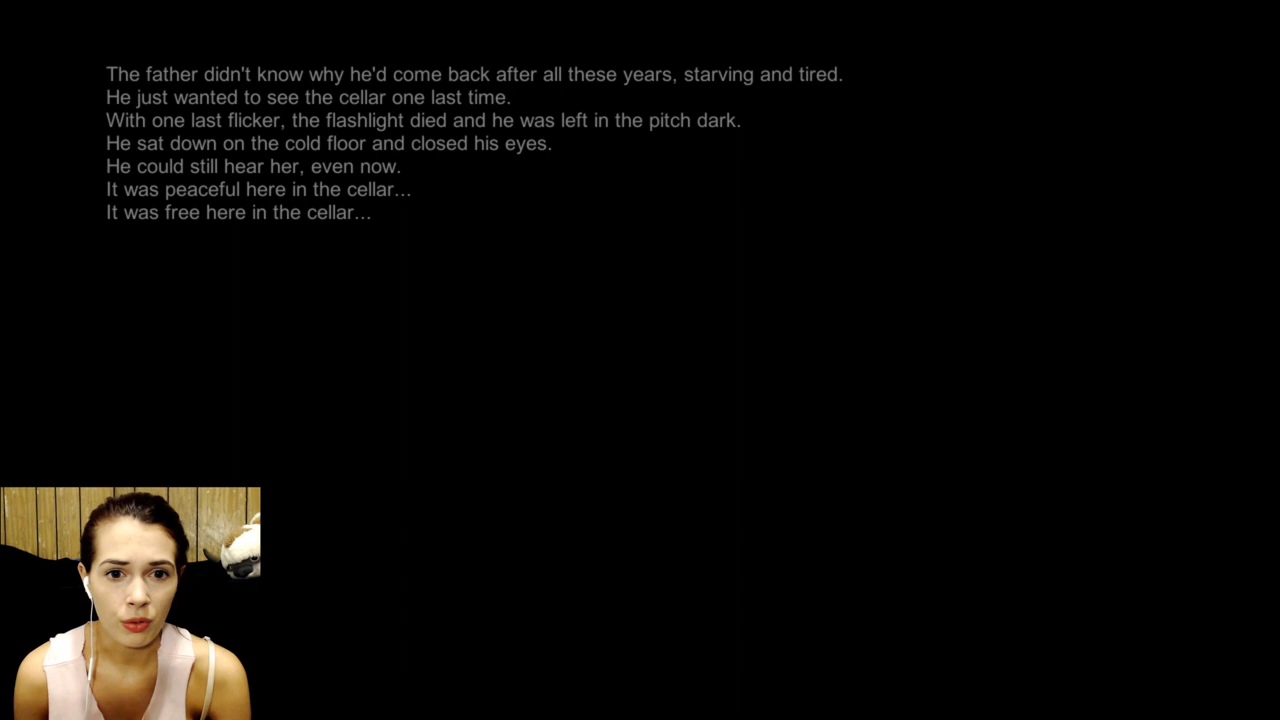 The father didn't know why he'd come back after all these years, starving and tired.
He just wanted to see the cellar one last time.
With one last flicker, the flashlight died and he was left in the pitch dark.
He sat down on the cold floor and closed his eyes.
He could still hear her, even now.
It was peaceful here in the cellar...
It was free here in the cellar...